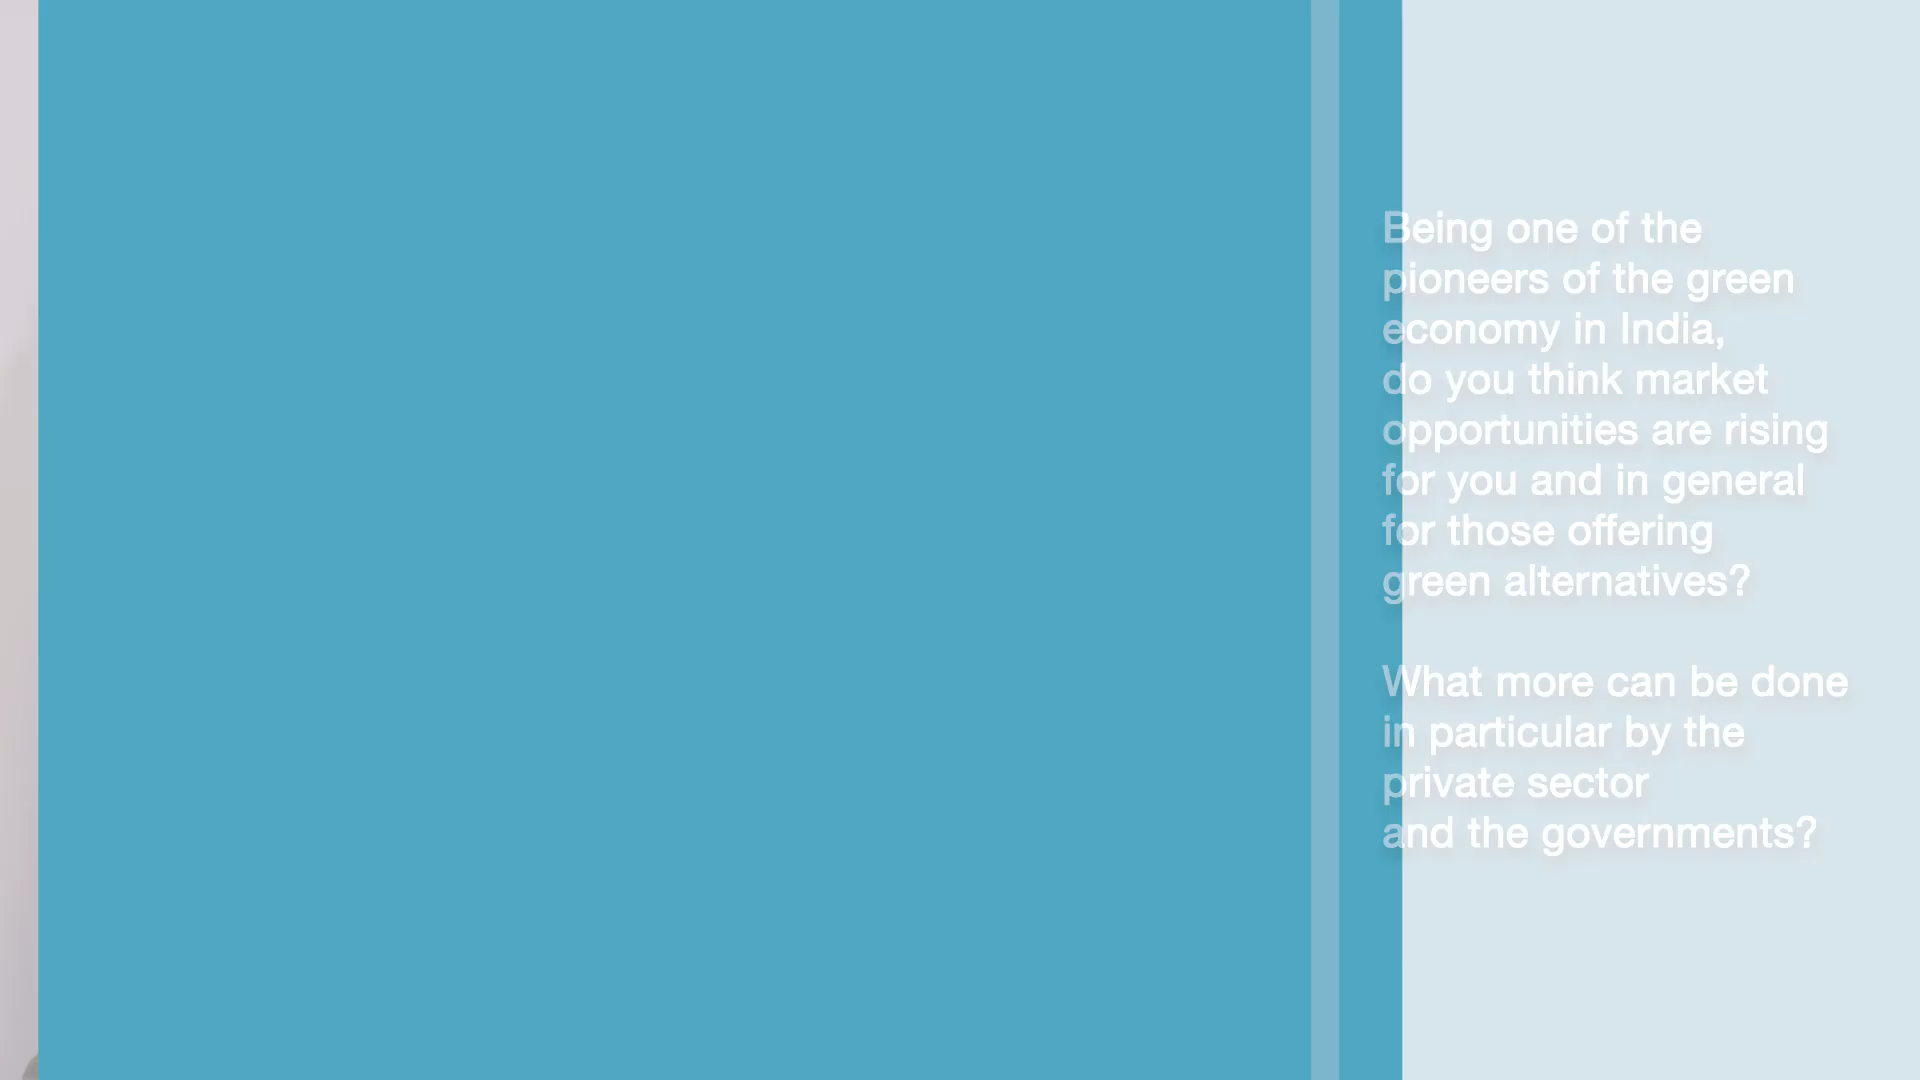 Being one of the
pioneers of the green
economy in India,
do you think market
opportunities are rising
for you and in general
for those offering
green alternatives?
What more can be done
in particular by the
private sector
and the governments?